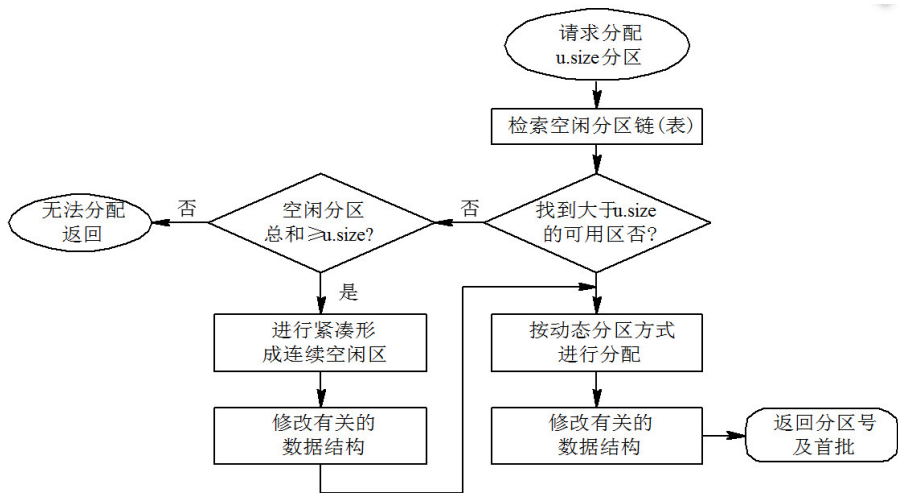 请求分配
u.size分区
检索空闲分区链(表)
找到大于u.size
的可用区否?
否
空闲分区
总和≥u.size?
否
无法分配
返回
是
进行紧凑形
成连续空闲区
修改有关的
数据结构
按动态分区方式
进行分配
修改有关的
数据结构
返回分区号
及首批